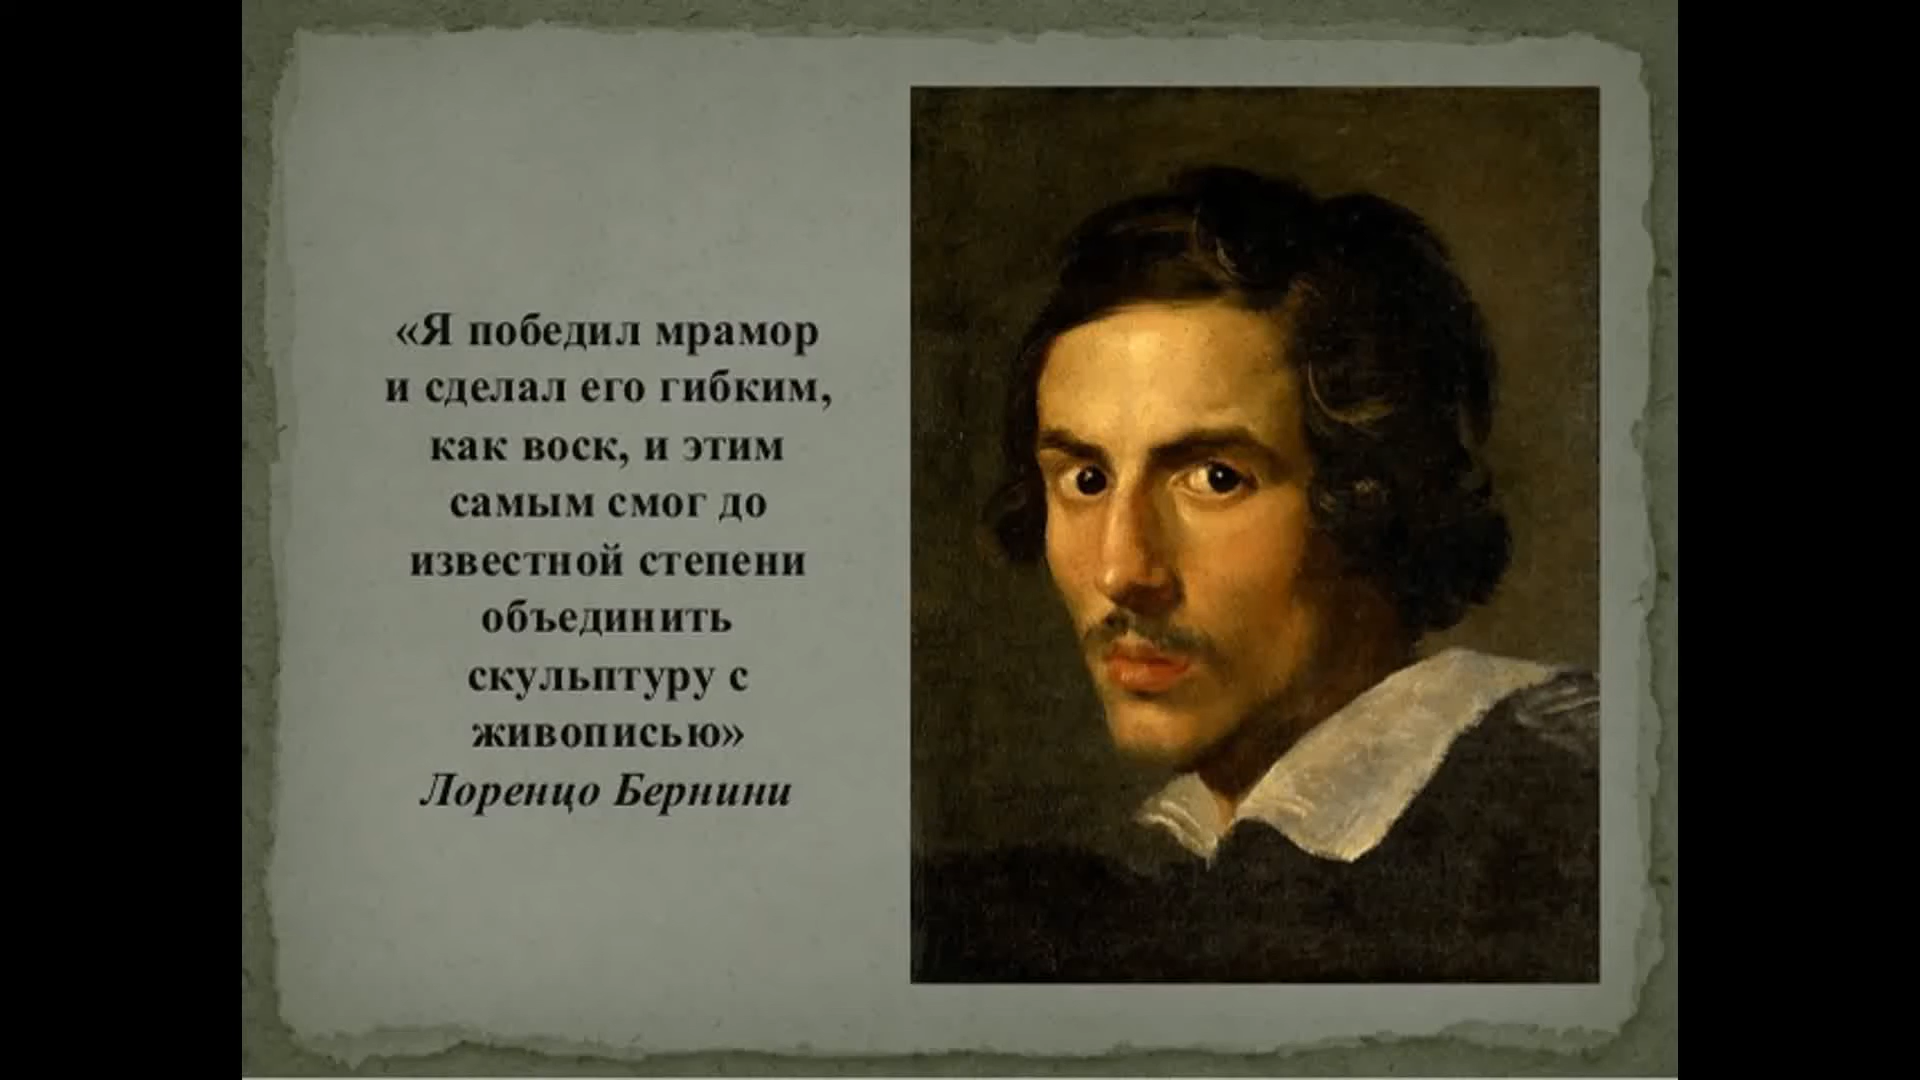 «Я победил мрамор
и сделал его гибким,
как воск, и этим
самым смог до
известной степени
объединить
скульптуру с
живописью»
Лоренцо Бернини